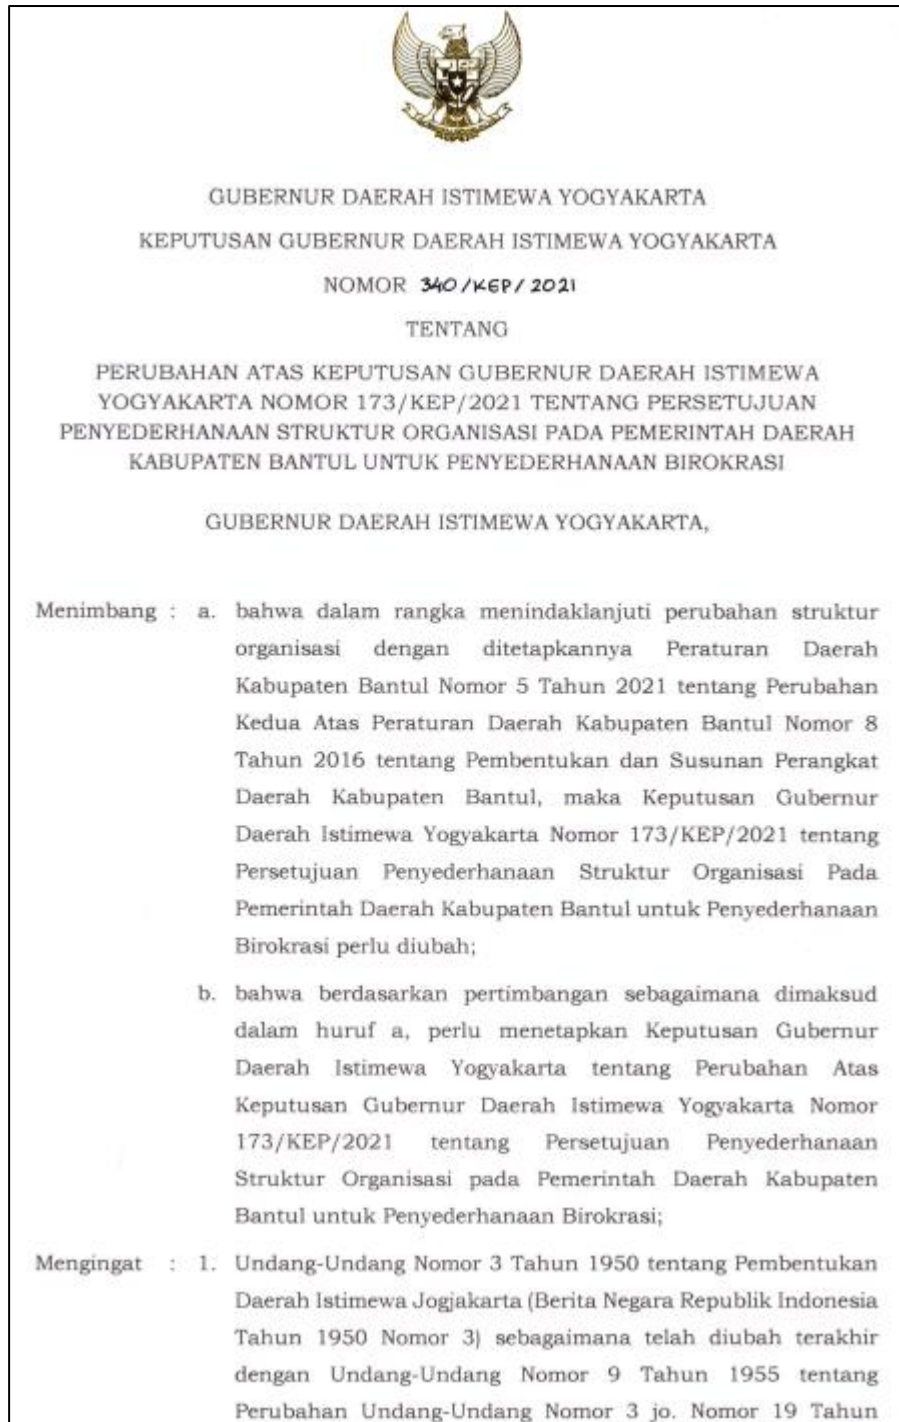 GUBERNUR DAERAH ISTIMEWA YOGYAKARTA
KEPUTUSAN GUBERNUR DAERAH ISTIMEWA YOGYAKARTA
NOMOR 340/KEP/2021
TENTANG
PERUBAHAN ATAS KEPUTUSAN GUBERNUR DAERAH ISTIMEWA
YOGYAKARTA NOMOR 173/KEP/2021 TENTANG PERSETUJUAN
PENYEDERHANAAN STRUKTUR ORGANISASI PADA PEMERINTAH DAERAH
KABUPATEN BANTUL UNTUK PENYEDERHANAAN BIROKRASI
GUBERNUR DAERAH ISTIMEWA YOGYAKARTA,
Menimbang : a. bahwa dalam rangka menindaklanjuti perubahan struktur
organisasi dengan ditetapkannya Peraturan Daerah
Kabupaten Bantul Nomor 5 Tahun 2021 tentang Perubahan
Kedua Atas Peraturan Daerah Kabupaten Bantul Nomor 8
Tahun 2016 tentang Pembentukan dan Susunan Perangkat
Daerah Kabupaten Bantul, maka Keputusan Gubernur
Daerah Istimewa Yogyakarta Nomor 173/KEP/2021 tentang
Persetujuan Penyederhanaan Struktur Organisasi Pada
Pemerintah Daerah Kabupaten Bantul untuk Penyederhanaan
Birokrasi perlu diubah;
b. bahwa berdasarkan pertimbangan sebagaimana dimaksud
dalam huruf a, perlu menetapkan Keputusan Gubernur
Daerah Istimewa Yogyakarta tentang Perubahan Atas
Keputusan Gubernur Daerah Istimewa Yogyakarta Nomor
173/KEP/2021 tentang Persetujuan Penyederhanaan
Struktur Organisasi pada Pemerintah Daerah Kabupaten
Bantul untuk Penyederhanaan Birokrasi;
Mengingat : 1. Undang-Undang Nomor 3 Tahun 1950 tentang Pembentukan
Daerah Istimewa Jogjakarta (Berita Negara Republik Indonesia
Tahun 1950 Nomor 3) sebagaimana telah diubah terakhir
dengan Undang-Undang Nomor 9 Tahun 1955 tentang
Perubahan Undang-Undang Nomor 3 jo. Nomor 19 Tahun